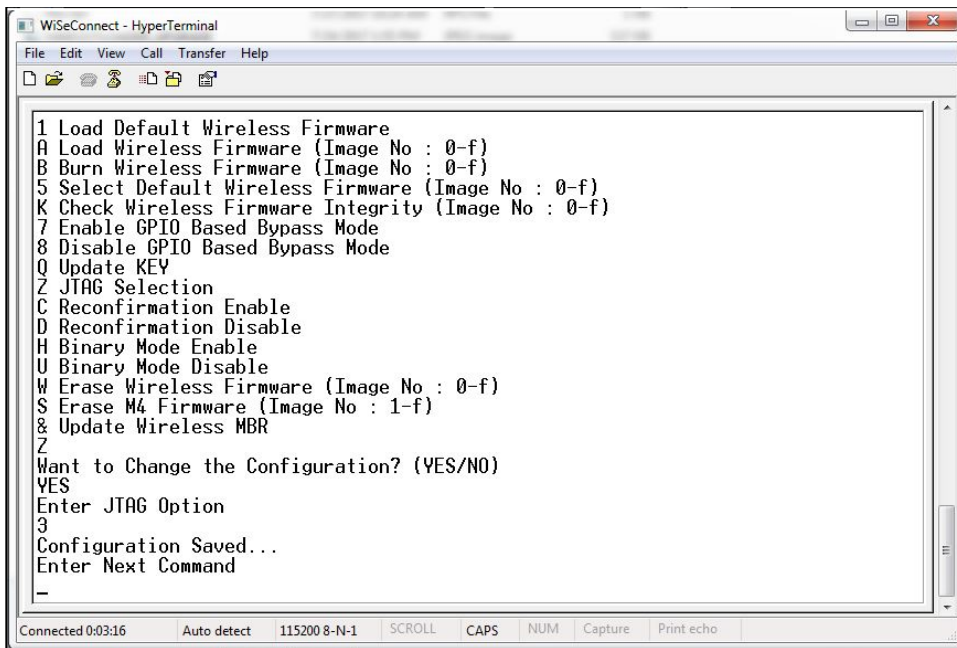 WiSeConnect - HyperTerminal
File Edit View Call Transfer Help
1 Load Default Wireless Firmware
A Load Wireless Firmware (Image No : 0-f)
B Burn Wireless Firmware (Image No : 0-f)
5 Select Default Wireless Firmware (Image No : 0-f)
K Check Wireless Firmware Integrity (Image No : 0-f)
7 Enable GPIO Based Bypass Mode
8 Disable GPIO Based Bypass Mode
Q Update KEY
Z JTAG Selection
C Reconfirmation Enable
D Reconfirmation Disable
H Binary Mode Enable
U Binary Mode Disable
W Erase Wireless Firmware (Image No : 0-f)
S Erase M4 Firmware (Image No : 1-f)
& Update Wireless MBR
Z
Want to Change the Configuration? (YES/NO)
YES
Enter JTAG Option
3
Configuration Saved...
Enter Next Command
_
Connected 0:03:16 Auto detect 115200 8-N-1 SCROLL CAPS NUM Capture Print echo